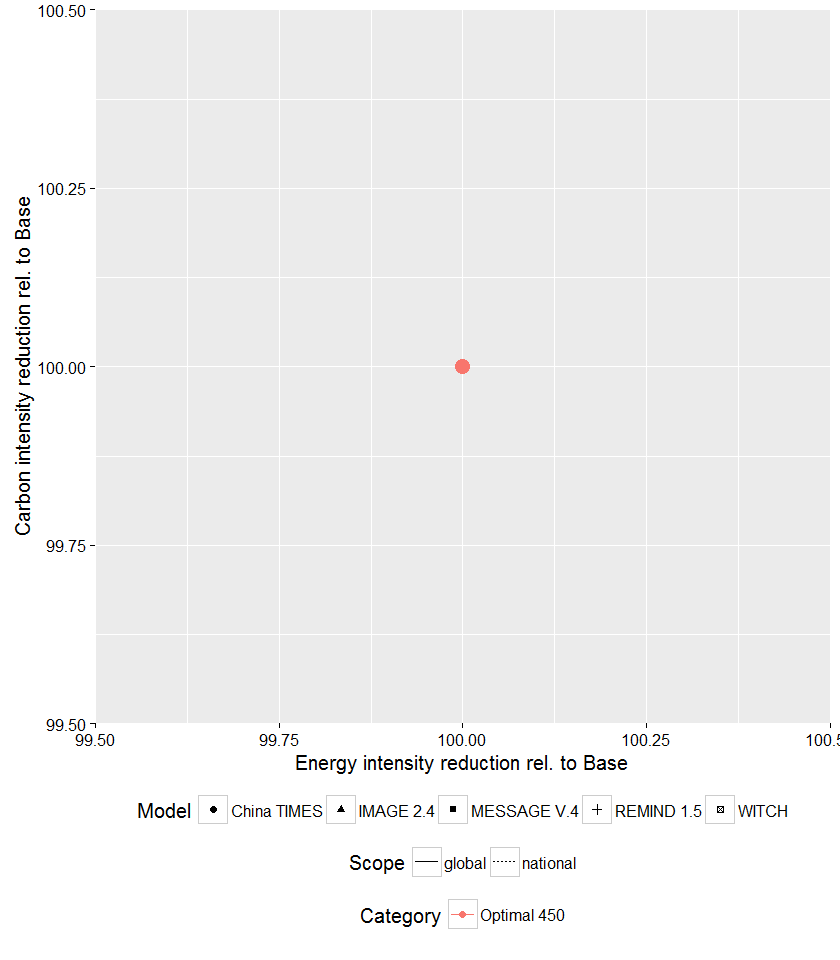 Carbon intensity reduction rel. to Base
100.50
100.25
100.00
99.75
99.50
99.50 99.75 100.00 100.25 100.5
Energy intensity reduction rel. to Base
Model China TIMES IMAGE 2.4 MESSAGE V.4 REMIND 1.5 WITCH
Scope global national
Category Optimal 450